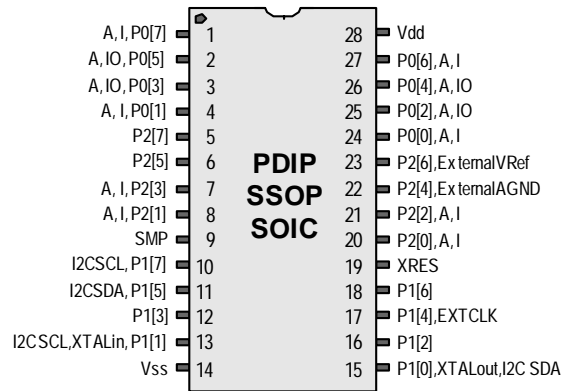 A, I, P0[7] 1 28 Vdd
A, IO, P0[5] 2 27 P0[6], A, I
A, IO, P0[3] 3 26 P0[4], A, IO
A, I, P0[1] 4 25 P0[2], A, IO
P2[7] 5 24 P0[0], A, I
P2[5] 6 PDIP 23 P2[6], External VRef
A, I, P2[3] 7 SSOP 22 P2[4], External AGND
A, I, P2[1] 8 SOIC 21 P2[2], A, I
SMP 9 20 P2[0], A, I
I2CSCL, P1[7] 10 19 XRES
I2CSDA, P1[5] 11 18 P1[6]
P1[3] 12 17 P1[4], EXTCLK
I2CSCL, XTALin, P1[1] 13 16 P1[2]
Vss 14 15 P1[0], XTALout, I2C SDA